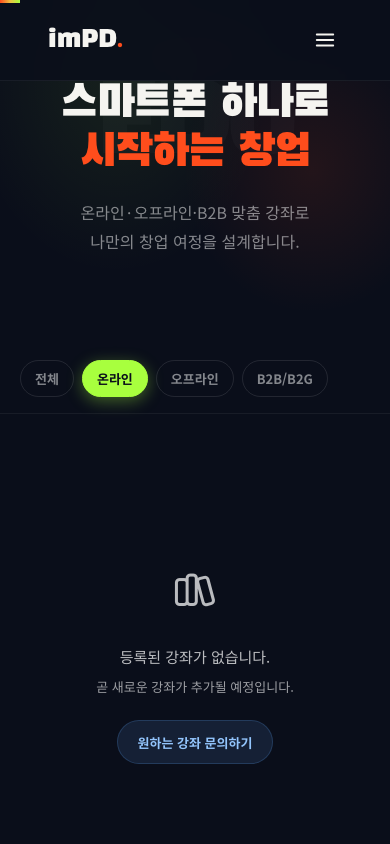 imPD.
스마트폰 하나로
시작하는 창업
온라인·오프라인·B2B 맞춤 강좌로
나만의 창업 여정을 설계합니다.
전체
온라인
오프라인
B2B/B2G
등록된 강좌가 없습니다.
곧 새로운 강좌가 추가될 예정입니다.
원하는 강좌 문의하기